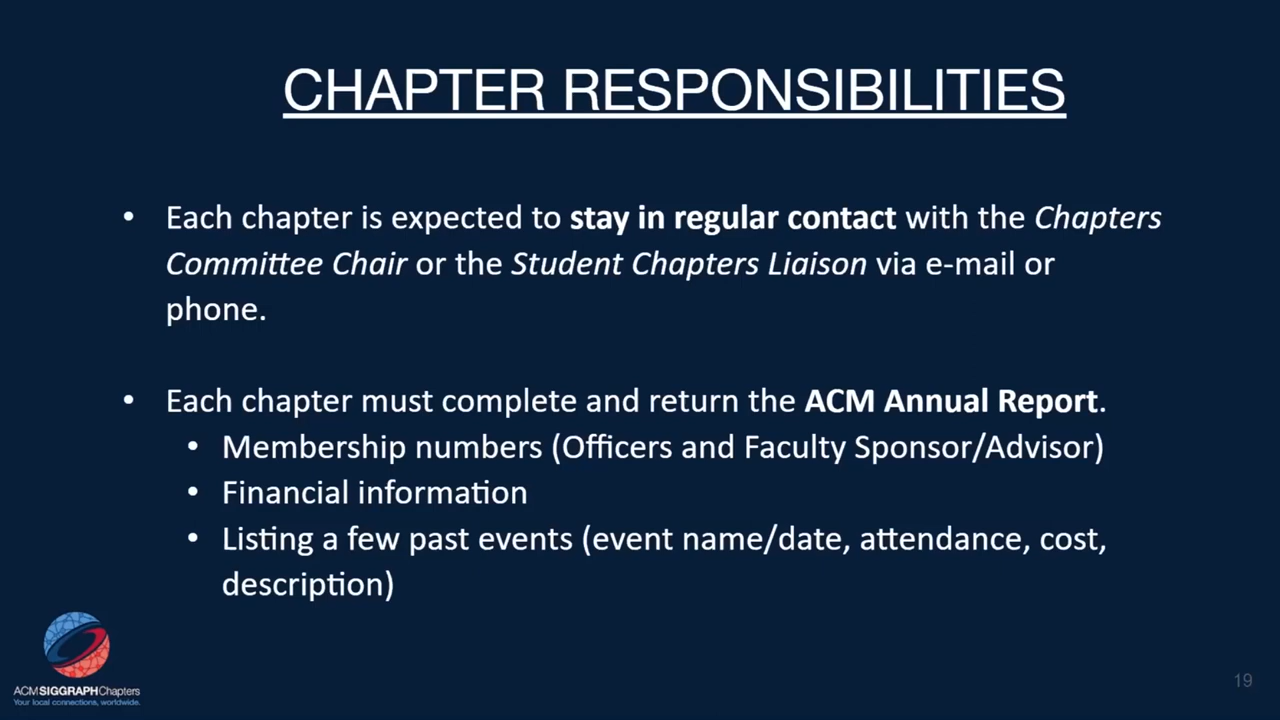 CHAPTER RESPONSIBILITIES
• Each chapter is expected to stay in regular contact with the Chapters
Committee Chair or the Student Chapters Liaison via e-mail or
phone.
• Each chapter must complete and return the ACM Annual Report.
• Membership numbers (Officers and Faculty Sponsor/Advisor)
• Financial information
• Listing a few past events (event name/date, attendance, cost,
description)
ACMSIGGRAPHChapters
Your local connections, worldwide.
19